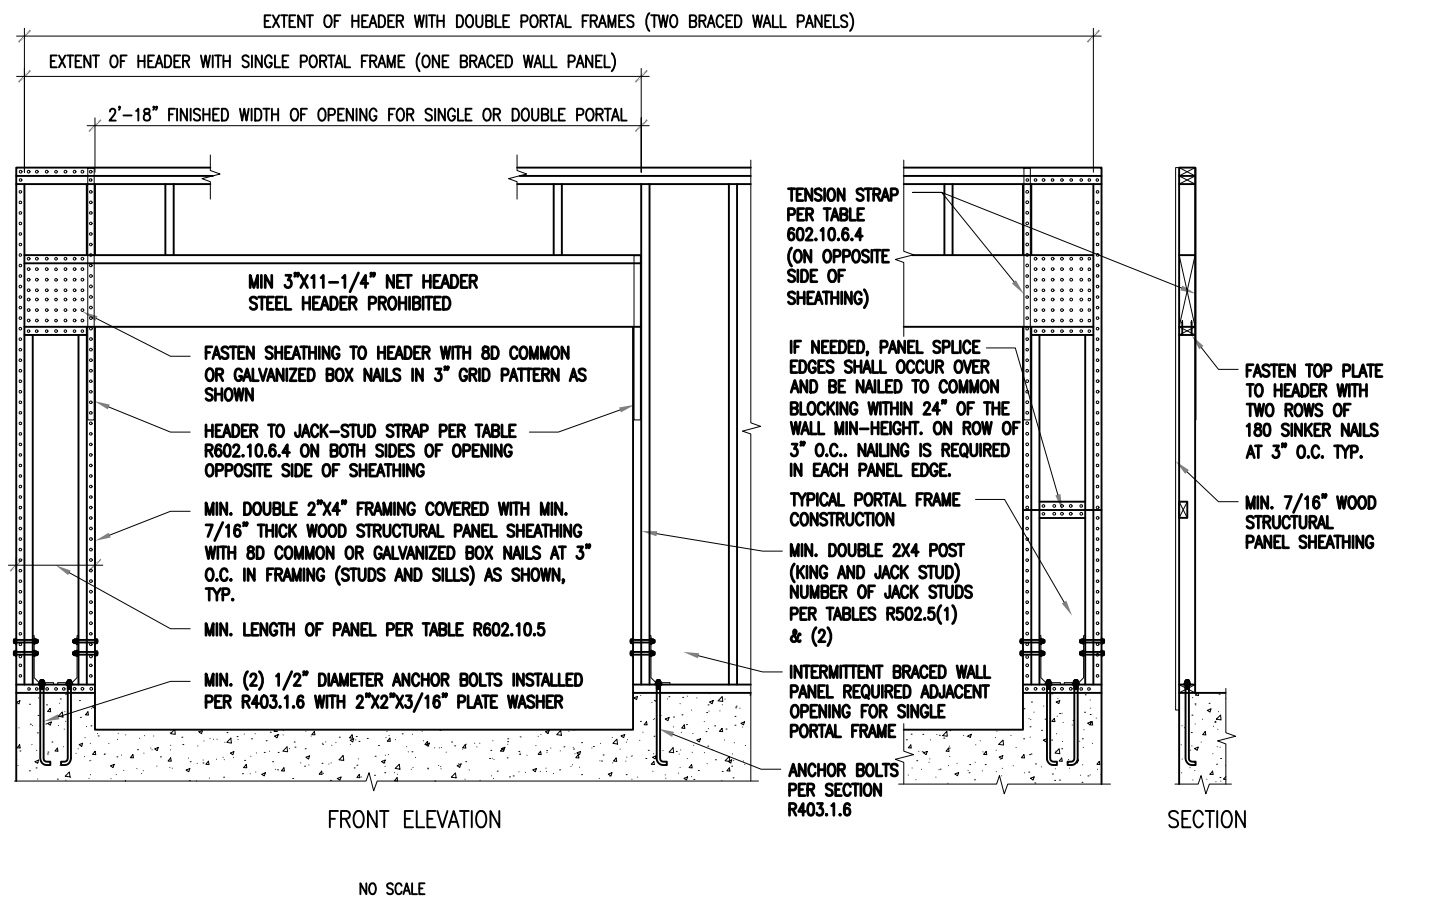 EXTENT OF HEADER WITH DOUBLE PORTAL FRAMES (TWO BRACED WALL PANELS)
EXTENT OF HEADER WITH SINGLE PORTAL FRAME (ONE BRACED WALL PANEL)
2'-18" FINISHED WIDTH OF OPENING FOR SINGLE OR DOUBLE PORTAL
MIN 3"X11-1/4" NET HEADER
STEEL HEADER PROHIBITED
FASTEN SHEATHING TO HEADER WITH 8D COMMON
OR GALVANIZED BOX NAILS IN 3" GRID PATTERN AS
SHOWN
HEADER TO JACK-STUD STRAP PER TABLE
R602.10.6.4 ON BOTH SIDES OF OPENING
OPPOSITE SIDE OF SHEATHING
MIN. DOUBLE 2"X4" FRAMING COVERED WITH MIN.
7/16" THICK WOOD STRUCTURAL PANEL SHEATHING
WITH 8D COMMON OR GALVANIZED BOX NAILS AT 3"
O.C. IN FRAMING (STUDS AND SILLS) AS SHOWN,
TYP.
MIN. LENGTH OF PANEL PER TABLE R602.10.5
MIN. (2) 1/2" DIAMETER ANCHOR BOLTS INSTALLED
PER R403.1.6 WITH 2"X2"X3/16" PLATE WASHER
TENSION STRAP
PER TABLE
602.10.6.4
(ON OPPOSITE
SIDE OF
SHEATHING)
IF NEEDED, PANEL SPLICE
EDGES SHALL OCCUR OVER
AND BE NAILED TO COMMON
BLOCKING WITHIN 24" OF THE
WALL MIN-HEIGHT. ON ROW OF
3" O.C.. NAILING IS REQUIRED
IN EACH PANEL EDGE.
TYPICAL PORTAL FRAME
CONSTRUCTION
MIN. DOUBLE 2X4 POST
(KING AND JACK STUD)
NUMBER OF JACK STUDS
PER TABLES R502.5(1)
& (2)
INTERMITTENT BRACED WALL
PANEL REQUIRED ADJACENT
OPENING FOR SINGLE
PORTAL FRAME
ANCHOR BOLTS
PER SECTION
R403.1.6
FASTEN TOP PLATE
TO HEADER WITH
TWO ROWS OF
180 SINKER NAILS
AT 3" O.C. TYP.
MIN. 7/16" WOOD
STRUCTURAL
PANEL SHEATHING
FRONT ELEVATION
SECTION
NO SCALE